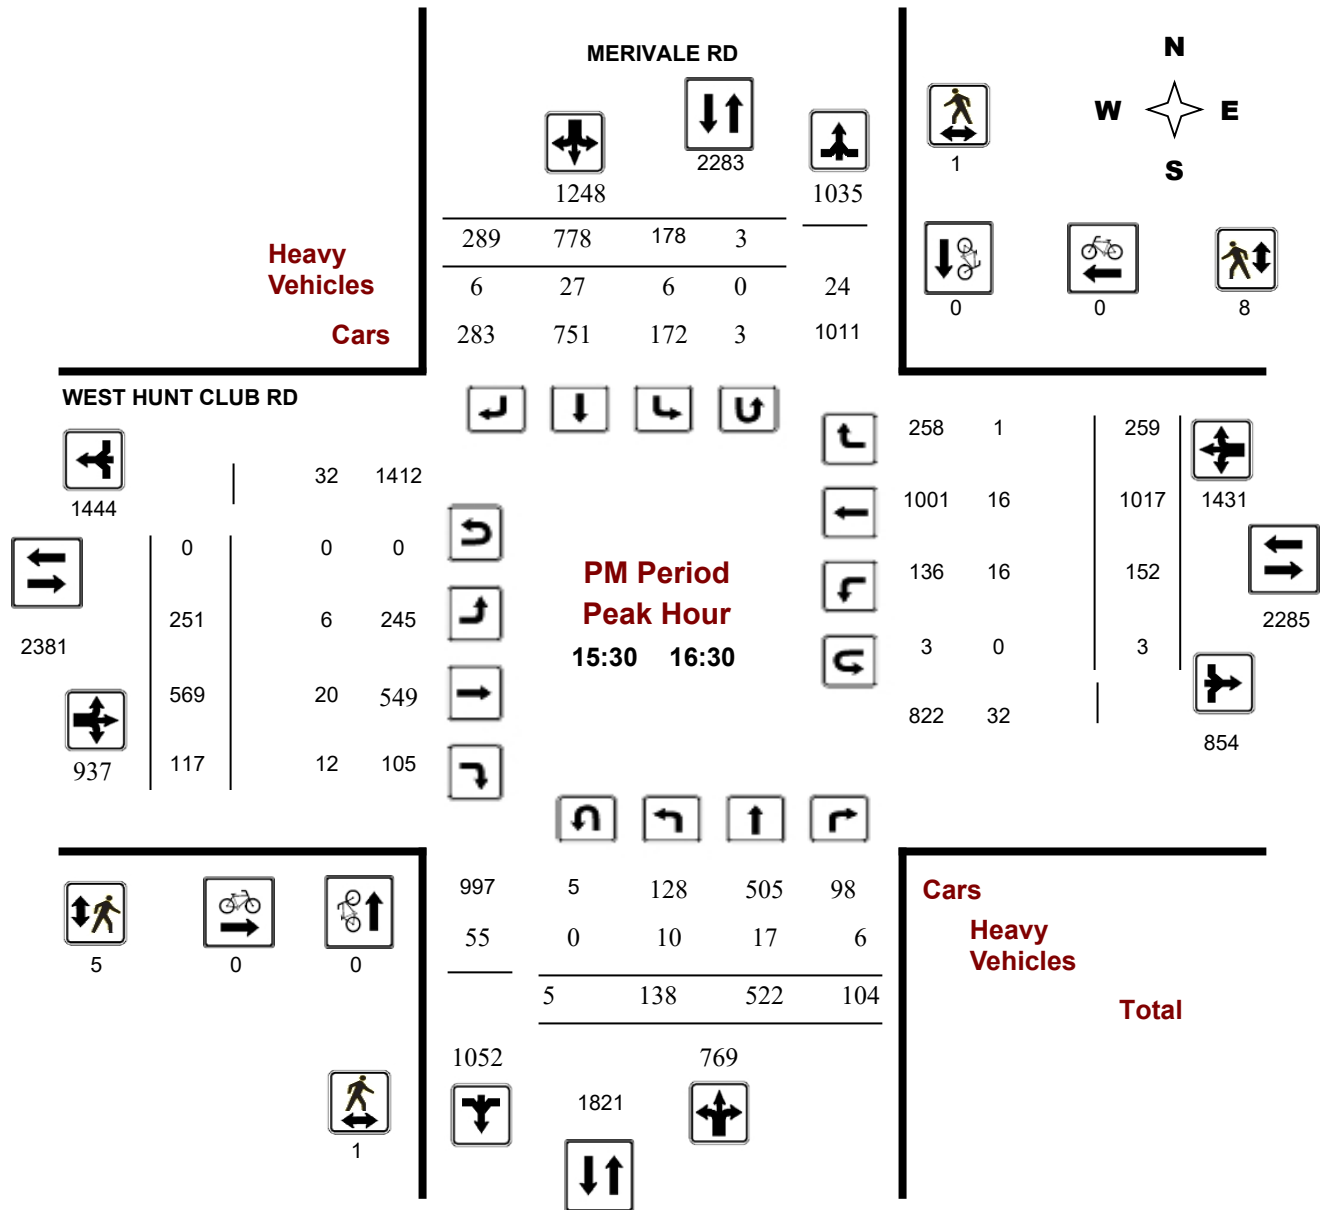 MERIVALE RD
N
W E
S
2283
1
1248 1035
289 778 178 3
Heavy
Vehicles
6 27 6 0 24
0 0 8
Cars
283 751 172 3 1011
WEST HUNT CLUB RD
258 1 259
32 1412
1444
1001 16 1017 1431
0 0 0
PM Period
136 16 152
Peak Hour
251 6 245
2285
2381
15:30 16:30
3 0 3
569 20 549
822 32
854
937 117 12 105
997 5 128 505 98
Cars
55 0 10 17 6
Heavy
Vehicles
5 0 0
5 138 522 104
Total
1052 769
1821
1